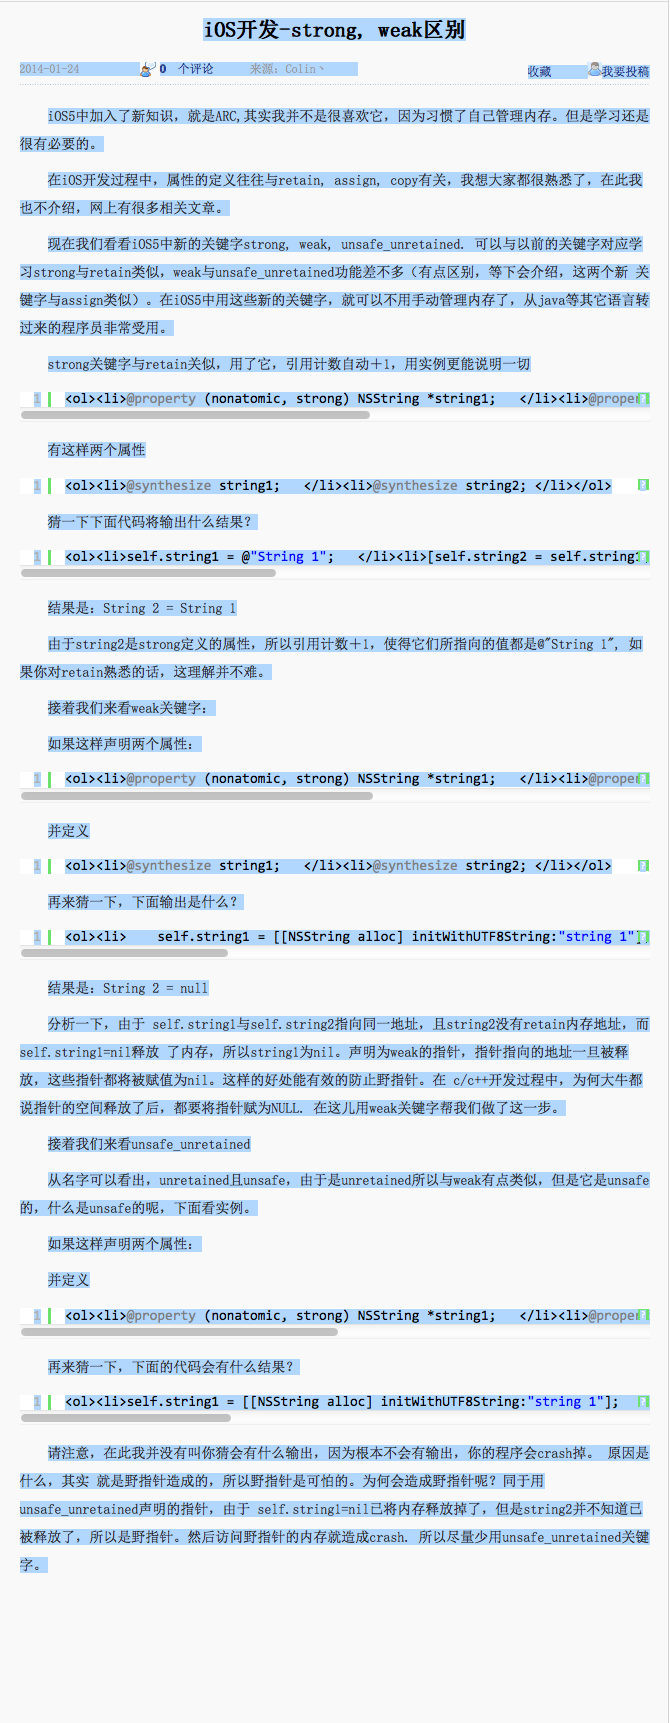 iOS开发-strong, weak区别
2014-01-24 0 个评论 来源：Colin丶 收藏 我要投稿
iOS5中加入了新知识，就是ARC,其实我并不是很喜欢它，因为习惯了自己管理内存。但是学习还是
很有必要的。
在iOS开发过程中，属性的定义往往与retain, assign, copy有关，我想大家都很熟悉了，在此我
也不介绍，网上有很多相关文章。
现在我们看看iOS5中新的关键字strong, weak, unsafe_unretained. 可以与以前的关键字对应学
习strong与retain类似，weak与unsafe_unretained功能差不多（有点区别，等下会介绍，这两个新 关
键字与assign类似）。在iOS5中用这些新的关键字，就可以不用手动管理内存了，从java等其它语言转
过来的程序员非常受用。
strong关键字与retain关似，用了它，引用计数自动＋1，用实例更能说明一切
1 <ol><li>@property (nonatomic, strong) NSString *string1;   </li><li>@proper
有这样两个属性
1 <ol><li>@synthesize string1;   </li><li>@synthesize string2; </li></ol>
猜一下下面代码将输出什么结果？
1 <ol><li>self.string1 = @"String 1";   </li><li>[self.string2 = self.string
结果是：String 2 = String 1
由于string2是strong定义的属性，所以引用计数＋1，使得它们所指向的值都是@"String 1", 如
果你对retain熟悉的话，这理解并不难。
接着我们来看weak关键字：
如果这样声明两个属性：
1 <ol><li>@property (nonatomic, strong) NSString *string1;   </li><li>@proper
并定义
1 <ol><li>@synthesize string1;   </li><li>@synthesize string2; </li></ol>
再来猜一下，下面输出是什么？
1 <ol><li>    self.string1 = [[NSString alloc] initWithUTF8String:"string 1"]
结果是：String 2 = null
分析一下，由于 self.string1与self.string2指向同一地址，且string2没有retain内存地址，而
self.string1=nil释放 了内存，所以string1为nil。声明为weak的指针，指针指向的地址一旦被释
放，这些指针都将被赋值为nil。这样的好处能有效的防止野指针。在 c/c++开发过程中，为何大牛都
说指针的空间释放了后，都要将指针赋为NULL. 在这儿用weak关键字帮我们做了这一步。
接着我们来看unsafe_unretained
从名字可以看出，unretained且unsafe，由于是unretained所以与weak有点类似，但是它是unsafe
的，什么是unsafe的呢，下面看实例。
如果这样声明两个属性：
并定义
1 <ol><li>@property (nonatomic, strong) NSString *string1;   </li><li>@proper
再来猜一下，下面的代码会有什么结果？
1 <ol><li>self.string1 = [[NSString alloc] initWithUTF8String:"string 1"];
请注意，在此我并没有叫你猜会有什么输出，因为根本不会有输出，你的程序会crash掉。 原因是
什么，其实 就是野指针造成的，所以野指针是可怕的。为何会造成野指针呢？同于用
unsafe_unretained声明的指针，由于 self.string1=nil已将内存释放掉了，但是string2并不知道已
被释放了，所以是野指针。然后访问野指针的内存就造成crash. 所以尽量少用unsafe_unretained关键
字。